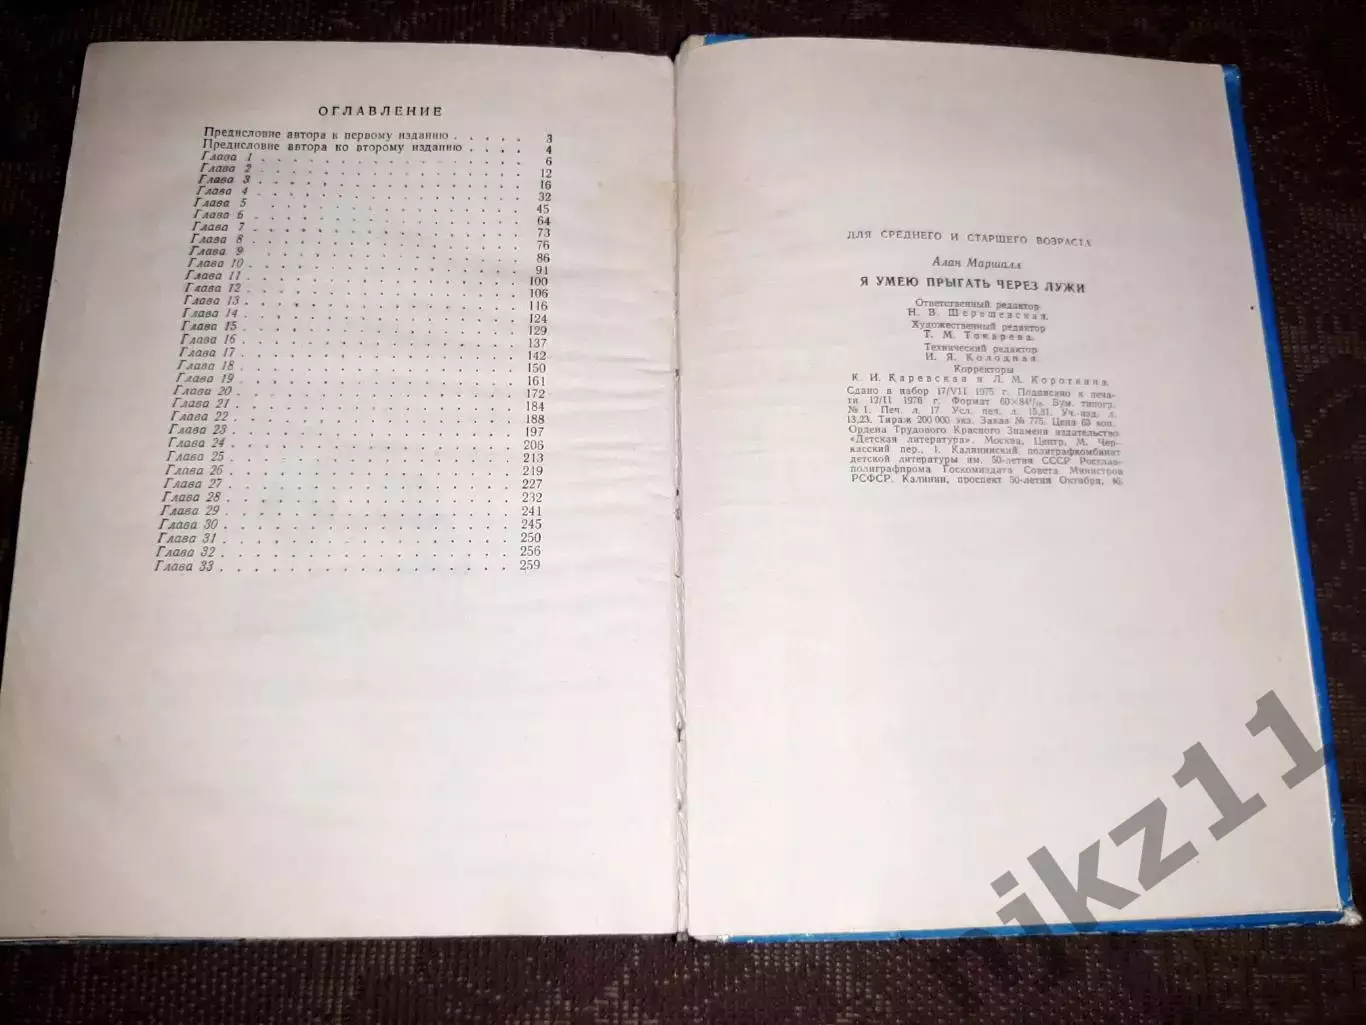 ОГЛАВЛЕНИЕ
Предисловие автора к первому изданию . . . . . 3
Предисловие автора ко второму изданию . . . . 4
Глава 1 . . . . . . . . . . . . . . . . 6
Глава 2 . . . . . . . . . . . . . . . . 12
Глава 3 . . . . . . . . . . . . . . . . 16
Глава 4 . . . . . . . . . . . . . . . . 32
Глава 5 . . . . . . . . . . . . . . . . 45
Глава 6 . . . . . . . . . . . . . . . . 64
Глава 7 . . . . . . . . . . . . . . . . 73
Глава 8 . . . . . . . . . . . . . . . . 76
Глава 9 . . . . . . . . . . . . . . . . 86
Глава 10 . . . . . . . . . . . . . . . . 91
Глава 11 . . . . . . . . . . . . . . . . 100
Глава 12 . . . . . . . . . . . . . . . . 106
Глава 13 . . . . . . . . . . . . . . . . 116
Глава 14 . . . . . . . . . . . . . . . . 124
Глава 15 . . . . . . . . . . . . . . . . 129
Глава 16 . . . . . . . . . . . . . . . . 137
Глава 17 . . . . . . . . . . . . . . . . 142
Глава 18 . . . . . . . . . . . . . . . . 150
Глава 19 . . . . . . . . . . . . . . . . 161
Глава 20 . . . . . . . . . . . . . . . . 172
Глава 21 . . . . . . . . . . . . . . . . 184
Глава 22 . . . . . . . . . . . . . . . . 188
Глава 23 . . . . . . . . . . . . . . . . 197
Глава 24 . . . . . . . . . . . . . . . . 206
Глава 25 . . . . . . . . . . . . . . . . 213
Глава 26 . . . . . . . . . . . . . . . . 219
Глава 27 . . . . . . . . . . . . . . . . 227
Глава 28 . . . . . . . . . . . . . . . . 232
Глава 29 . . . . . . . . . . . . . . . . 241
Глава 30 . . . . . . . . . . . . . . . . 245
Глава 31 . . . . . . . . . . . . . . . . 250
Глава 32 . . . . . . . . . . . . . . . . 256
Глава 33 . . . . . . . . . . . . . . . . 259
ДЛЯ СРЕДНЕГО И СТАРШЕГО ВОЗРАСТА
Алан Маршалл
Я УМЕЮ ПРЫГАТЬ ЧЕРЕЗ ЛУЖИ
Ответственный редактор
Н. В. Шерешевская.
Художественный редактор
Т. М. Токарева.
Технический редактор
И. Я. Колодная.
Корректоры
К. И. Каревская и Л. М. Короткина.
Сдано в набор 17/VII 1975 г. Подписано к печа-
ти 12/II 1976 г. Формат 60×84¹/₁₆. Бум. типогр.
№ 1. Печ. л. 17. Усл. печ. л. 15,81. Уч.-изд. л.
13,23. Тираж 200 000 экз. Заказ № 775. Цена 63 коп.
Ордена Трудового Красного Знамени издательство
«Детская литература». Москва, Центр, М. Чер-
касский пер., 1. Калининский полиграфкомбинат
детской литературы им. 50-летия СССР Росглав-
полиграфпрома Госкомиздата Совета Министров
РСФСР. Калинин, проспект 50-летия Октября, 46.
nikz11